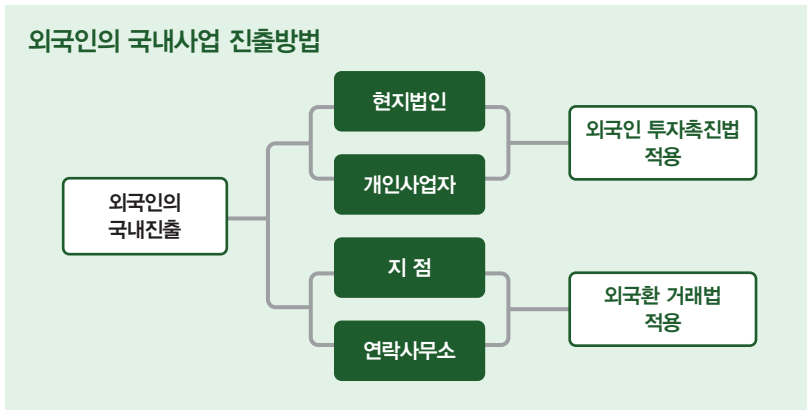 외국인의 국내사업 진출방법
현지법인
외국인 투자촉진법
적용
개인사업자
외국인의
국내진출
지 점
외국환 거래법
적용
연락사무소